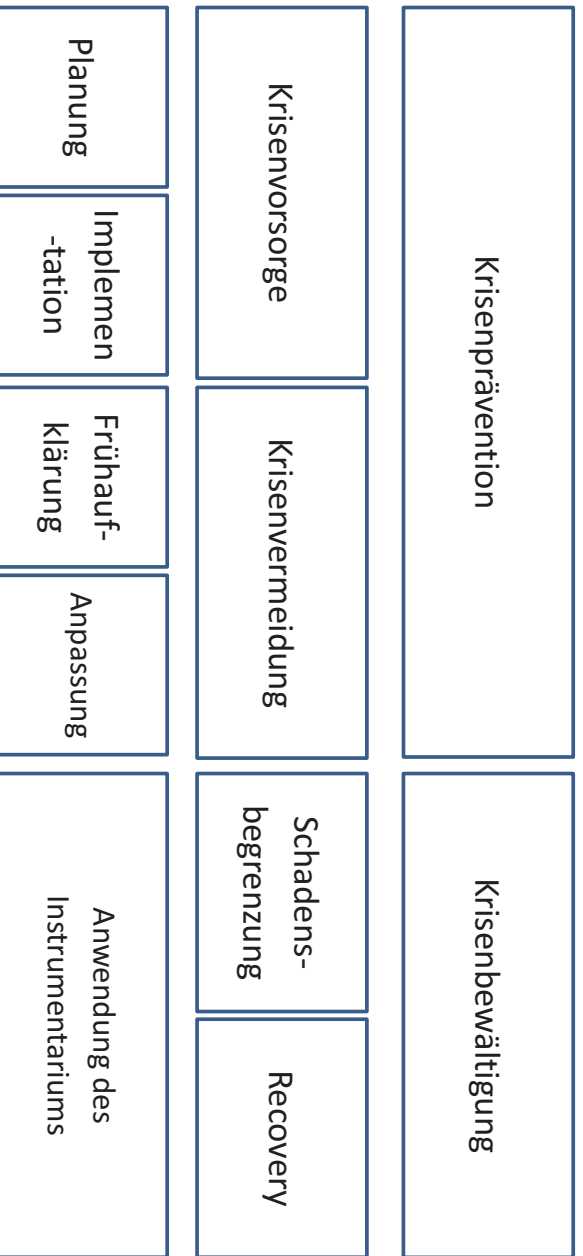 Krisenprävention
Krisenbewältigung
Krisenvorsorge
Krisenvermeidung
Schadens-
begrenzung
Recovery
Planung
Implemen
-tation
Frühauf-
klärung
Anpassung
Anwendung des
Instrumentariums